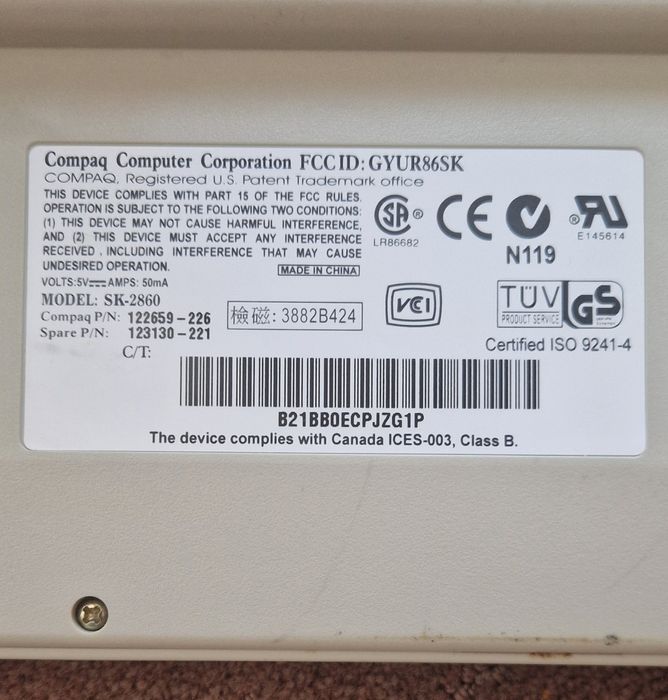 Compaq Computer Corporation FCC ID: GYUR86SK
COMPAQ, Registered U.S. Patent Trademark office
THIS DEVICE COMPLIES WITH PART 15 OF THE FCC RULES.
OPERATION IS SUBJECT TO THE FOLLOWING TWO CONDITIONS:
(1) THIS DEVICE MAY NOT CAUSE HARMFUL INTERFERENCE,
AND (2) THIS DEVICE MUST ACCEPT ANY INTERFERENCE
RECEIVED , INCLUDING INTERFERENCE THAT MAY CAUSE
UNDESIRED OPERATION.
MADE IN CHINA
VOLTS:5V AMPS: 50mA
MODEL: SK-2860
Compaq P/N: 122659-226
Spare P/N: 123130-221
C/T:
檢磁: 3882B424
SA ®
LR86682
CE
N119
® UR
E145614
VCI
TÜV
PRODUCT SERVICE
GS
Certified ISO 9241-4
B21BB0ECPJZG1P
The device complies with Canada ICES-003, Class B.